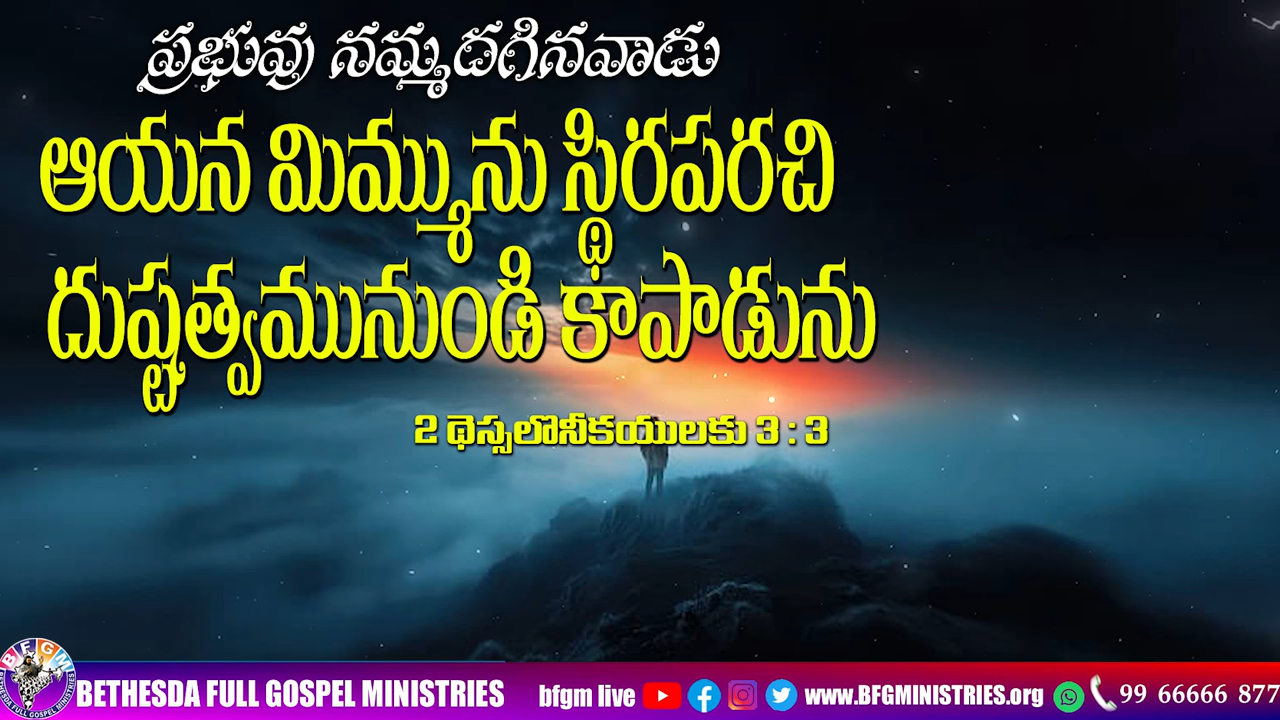 ప్రభువు నమ్మదగినవాడు
ఆయన మిమ్మును స్థిరపరచి
దుష్టత్వమునుండి కాపాడును
2 థెస్సలొనీకయులకు 3 : 3
BFGM
BETHESDA FULL GOSPEL MINISTRIES bfgm live www.BFGMINISTRIES.org 99 66666 877